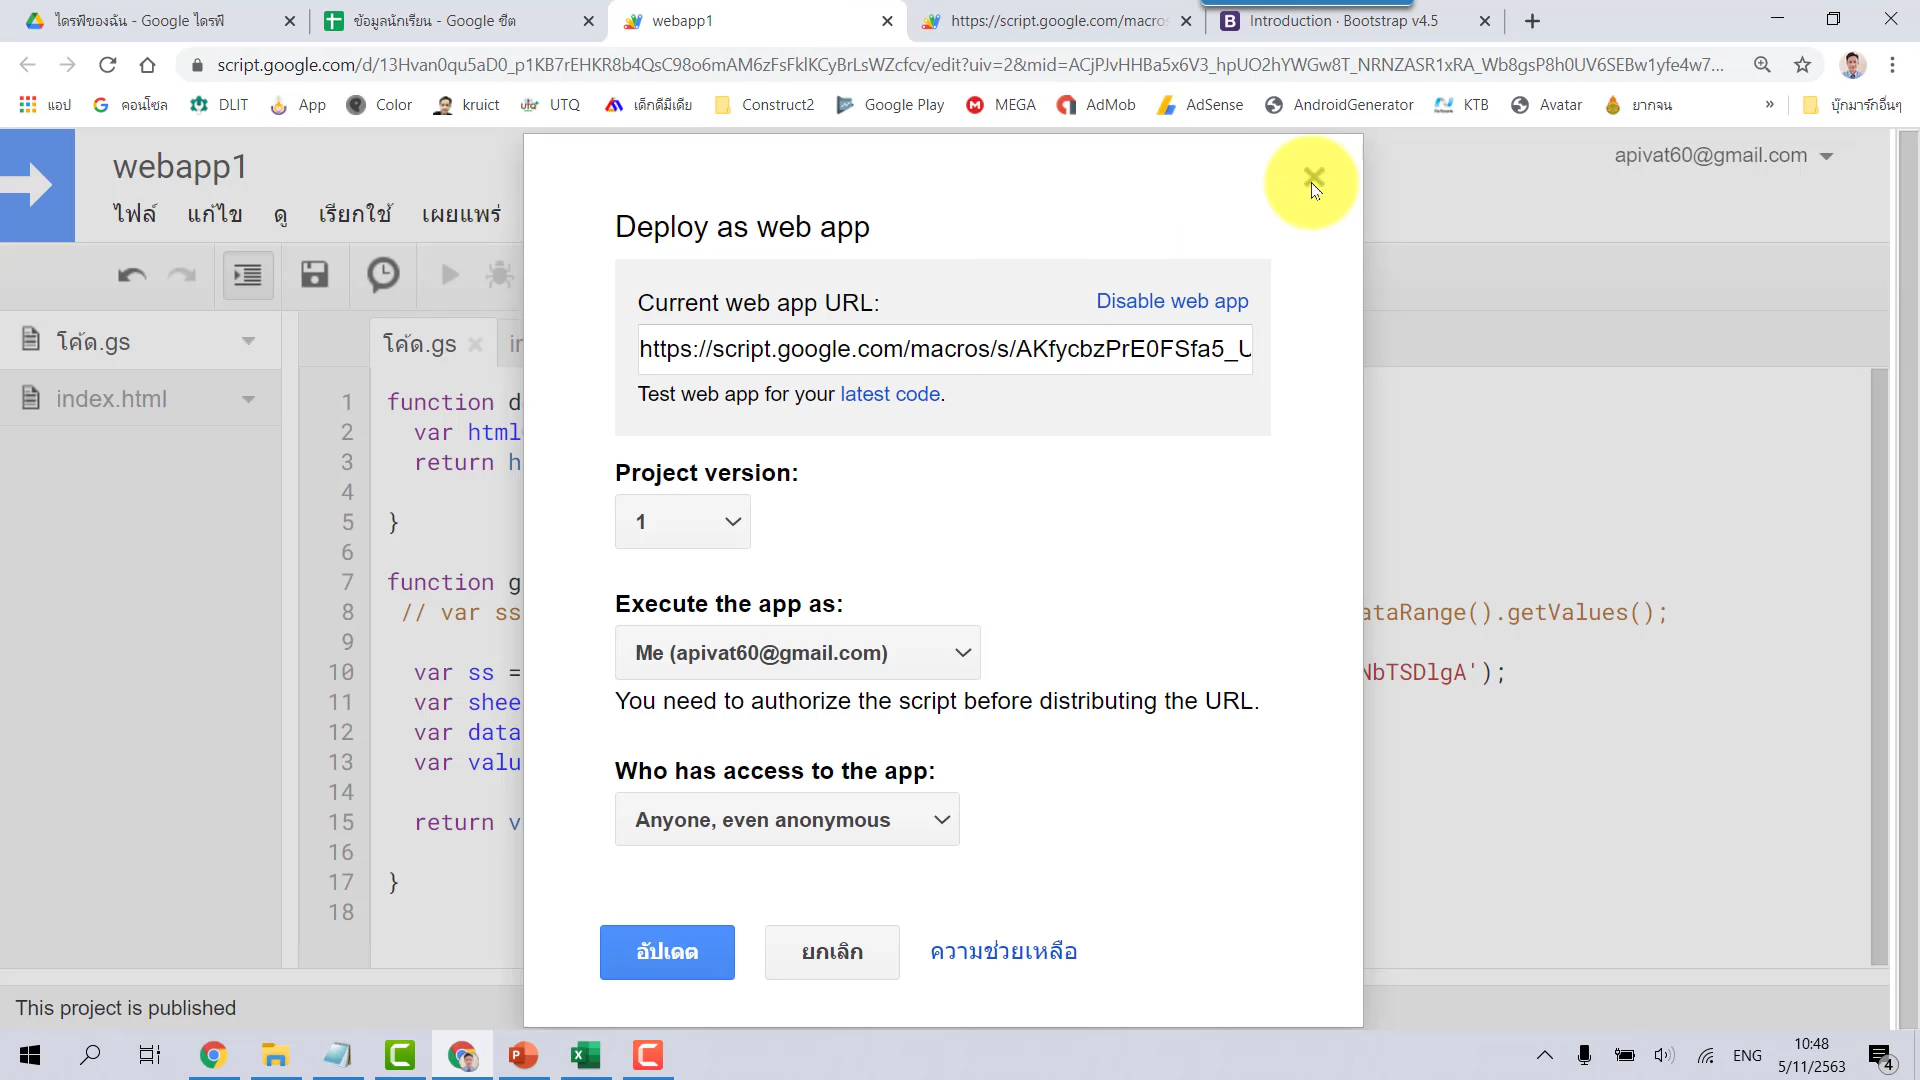 ไดรฟ์ของฉัน - Google ไดรฟ์
ข้อมูลนักเรียน - Google ชีต
webapp1
https://script.google.com/macros
Introduction · Bootstrap v4.5
script.google.com/d/13Hvan0qu5aD0_p1KB7rEHKR8b4QsC98o6mAM6zFsFklKCyBrLsWZcfcv/edit?uiv=2&mid=ACjPJvHHBa5x6V3_hpUO2hYWGw8T_NRNZASR1xRA_Wb8gsP8h0UV6SEBw1yfe4w7...
แอป
คอนโซล
DLIT
App
Color
kruict
UTQ
เด็กดีมีเดีย
Construct2
Google Play
MEGA
AdMob
AdSense
AndroidGenerator
KTB
Avatar
ยากจน
»
บุ๊กมาร์กอื่นๆ
webapp1
apivat60@gmail.com
ไฟล์ แก้ไข ดู เรียกใช้ เผยแพร่
โค้ด.gs
index.html
โค้ด.gs
in
1 function d
2 var html
3 return h
4
5 }
6
7 function g
8 // var ss ataRange().getValues();
9
10 var ss = NbTSDlgA');
11 var shee
12 var data
13 var valu
14
15 return v
16
17 }
18
Deploy as web app
Current web app URL:
Disable web app
https://script.google.com/macros/s/AKfycbzPrE0FSfa5_U
Test web app for your latest code.
Project version:
1
Execute the app as:
Me (apivat60@gmail.com)
You need to authorize the script before distributing the URL.
Who has access to the app:
Anyone, even anonymous
อัปเดต
ยกเลิก
ความช่วยเหลือ
This project is published
ENG
10:48
5/11/2563
4